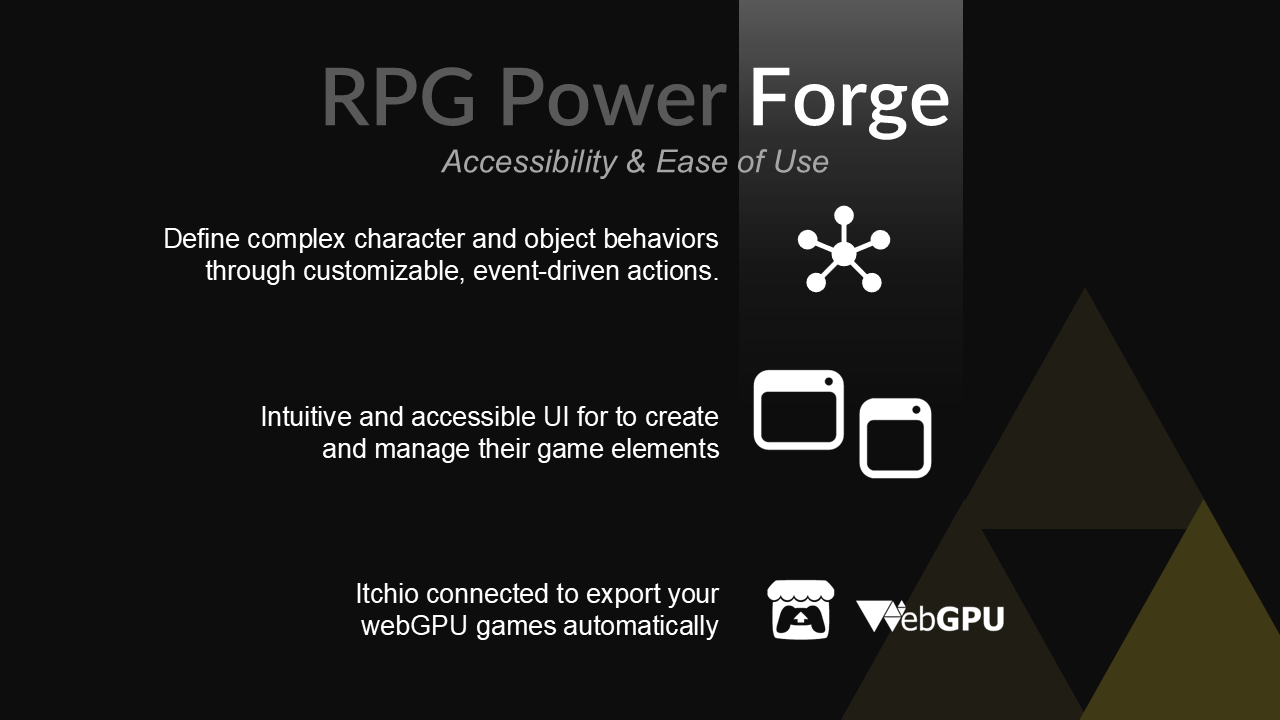 RPG Power Forge
Accessibility & Ease of Use
Define complex character and object behaviors
through customizable, event-driven actions.
Intuitive and accessible UI for to create
and manage their game elements
Itchio connected to export your
webGPU games automatically
WebGPU